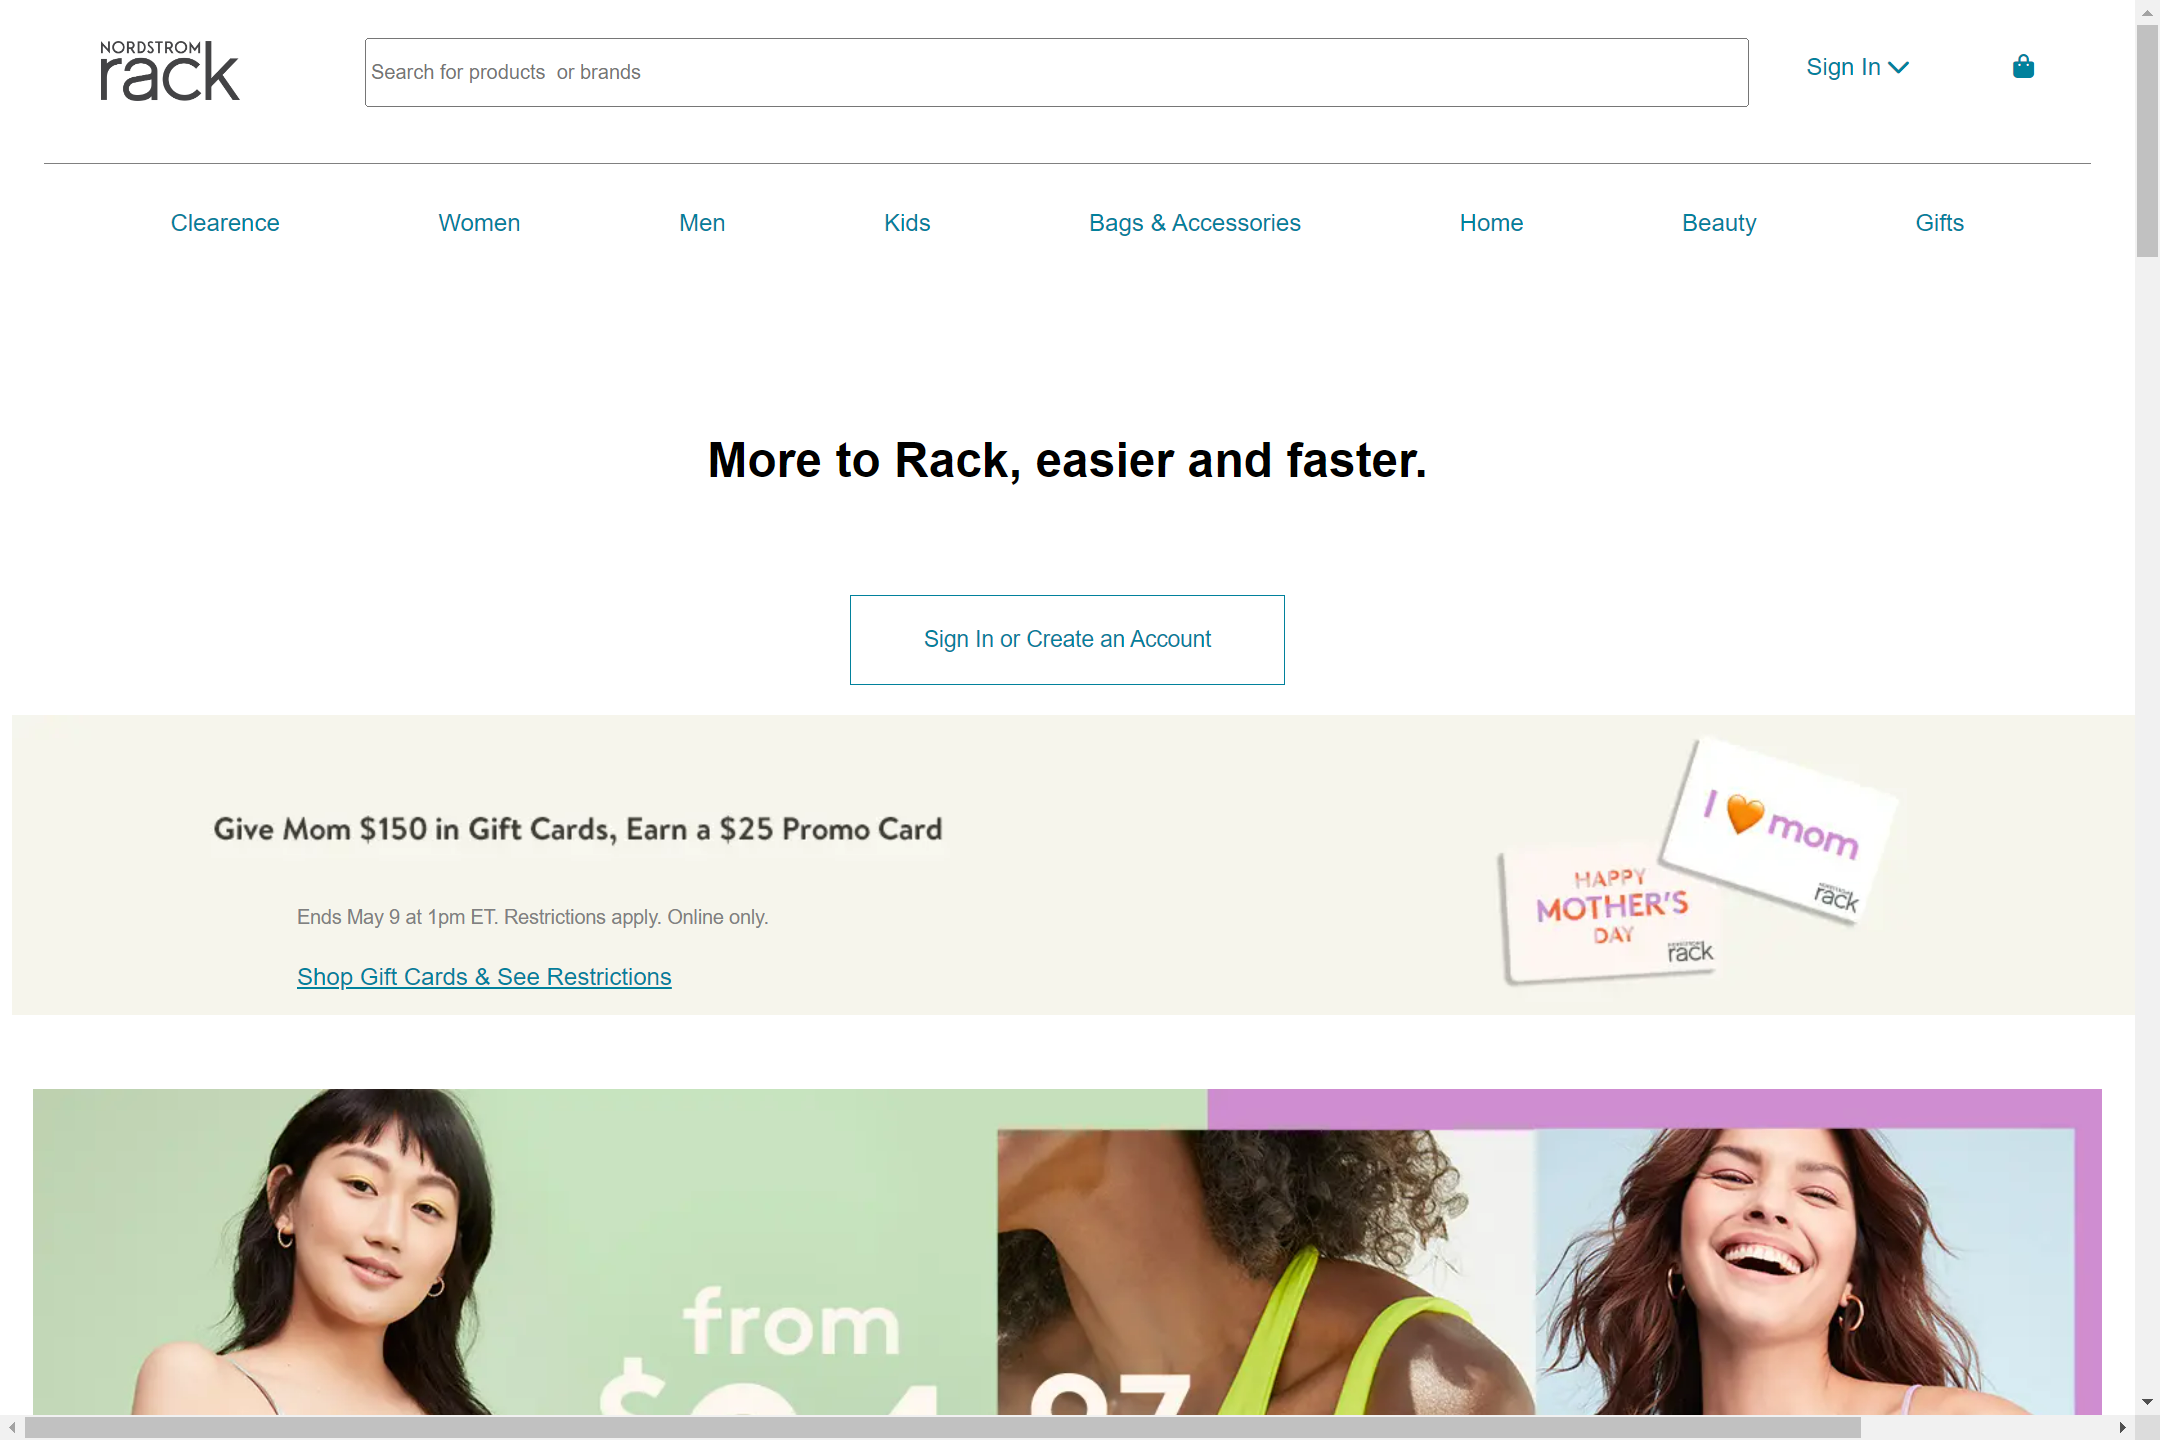 NORDSTROM
rack
Search for products  or brands
Sign In
Clearence
Women
Men
Kids
Bags & Accessories
Home
Beauty
Gifts
More to Rack, easier and faster.
Sign In or Create an Account
Give Mom $150 in Gift Cards, Earn a $25 Promo Card
Ends May 9 at 1pm ET. Restrictions apply. Online only.
Shop Gift Cards & See Restrictions
I 🧡 mom
NORDSTROM
rack
HAPPY
MOTHER'S
DAY
NORDSTROM
rack
from